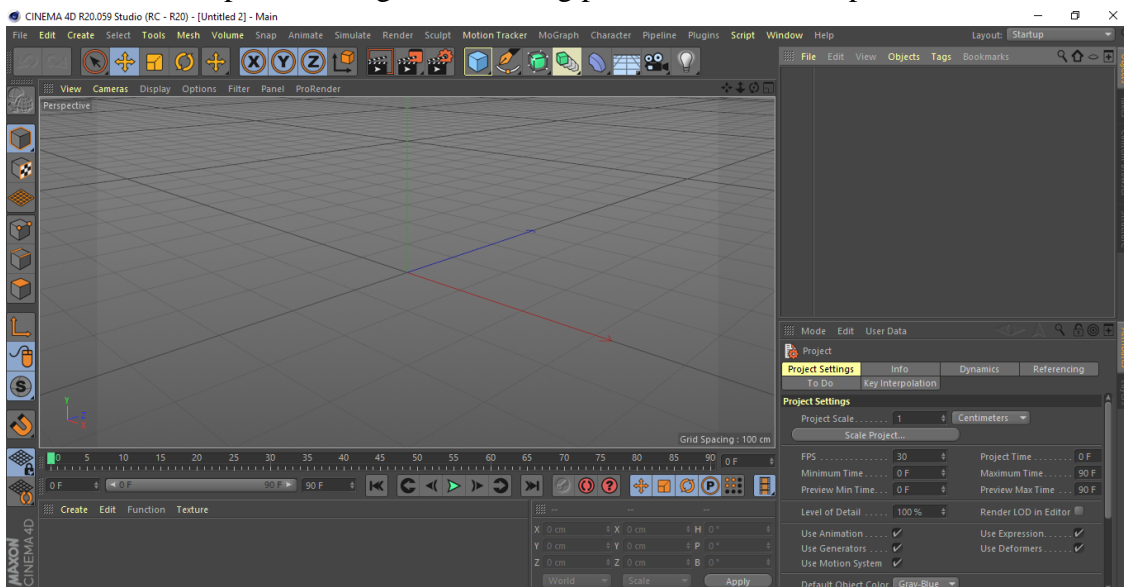 CINEMA 4D R20.059 Studio (RC - R20) - [Untitled 2] - Main
File Edit Create Select Tools Mesh Volume Snap Animate Simulate Render Sculpt Motion Tracker MoGraph Character Pipeline Plugins Script Window Help Layout: Startup
X Y Z
File Edit View Objects Tags Bookmarks
View Cameras Display Options Filter Panel ProRender
Perspective
Y
Z
X
Grid Spacing : 100 cm
Mode Edit User Data
Project
Project Settings Info Dynamics Referencing
To Do Key Interpolation
Project Settings
Project Scale....... 1 Centimeters
Scale Project...
FPS .............. 30 Project Time......... 0 F
Minimum Time..... 0 F Maximum Time..... 90 F
Preview Min Time... 0 F Preview Max Time ... 90 F
Level of Detail ...... 100 % Render LOD in Editor
Use Animation..... Use Expression.....
Use Generators .... Use Deformers......
Use Motion System
Default Object Color Gray-Blue
S
0 5 10 15 20 25 30 35 40 45 50 55 60 65 70 75 80 85 90 0 F
0 F 0 F 90 F 90 F ? P
Create Edit Function Texture
-- -- --
X 0 cm X 0 cm H 0°
Y 0 cm Y 0 cm P 0°
Z 0 cm Z 0 cm B 0°
World Scale Apply
MAXON
CINEMA 4D